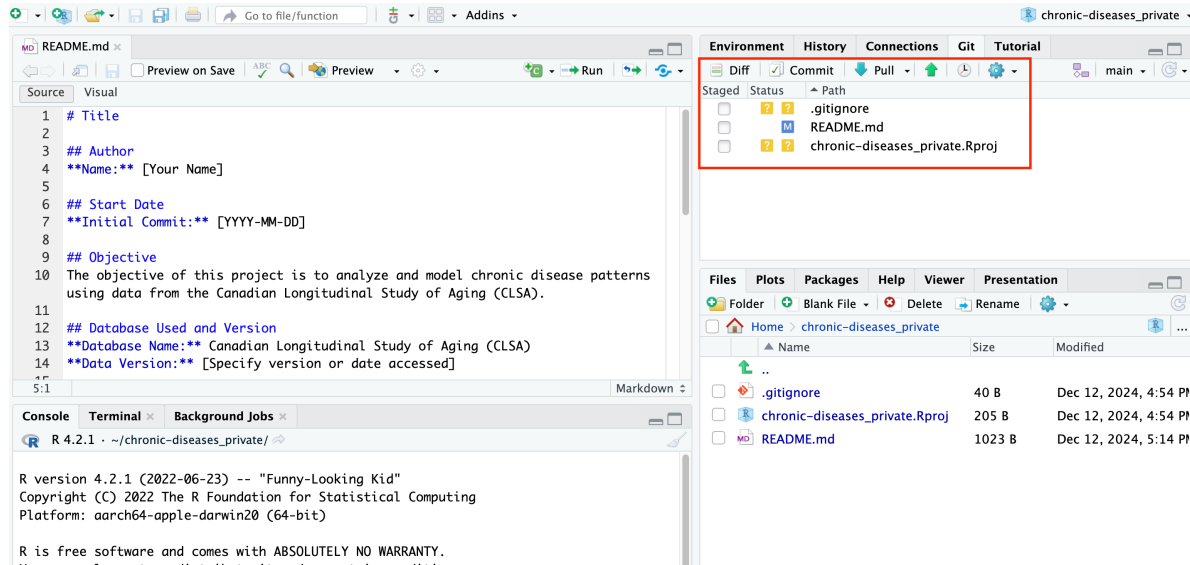 Go to file/function
Addins
chronic-diseases_private
README.md
Preview on Save
ABC
Preview
Run
Source
Visual
1 # Title
2
3 ## Author
4 **Name:** [Your Name]
5
6 ## Start Date
7 **Initial Commit:** [YYYY-MM-DD]
8
9 ## Objective
10 The objective of this project is to analyze and model chronic disease patterns
using data from the Canadian Longitudinal Study of Aging (CLSA).
11
12 ## Database Used and Version
13 **Database Name:** Canadian Longitudinal Study of Aging (CLSA)
14 **Data Version:** [Specify version or date accessed]
5:1
Markdown
Console Terminal Background Jobs
R 4.2.1 · ~/chronic-diseases_private/
R version 4.2.1 (2022-06-23) -- "Funny-Looking Kid"
Copyright (C) 2022 The R Foundation for Statistical Computing
Platform: aarch64-apple-darwin20 (64-bit)
R is free software and comes with ABSOLUTELY NO WARRANTY.
Environment History Connections Git Tutorial
Diff Commit Pull main
Staged Status Path
? ? .gitignore
M README.md
? ? chronic-diseases_private.Rproj
Files Plots Packages Help Viewer Presentation
Folder Blank File Delete Rename
Home > chronic-diseases_private
Name Size Modified
..
.gitignore 40 B Dec 12, 2024, 4:54 PM
chronic-diseases_private.Rproj 205 B Dec 12, 2024, 4:54 PM
README.md 1023 B Dec 12, 2024, 5:14 PM